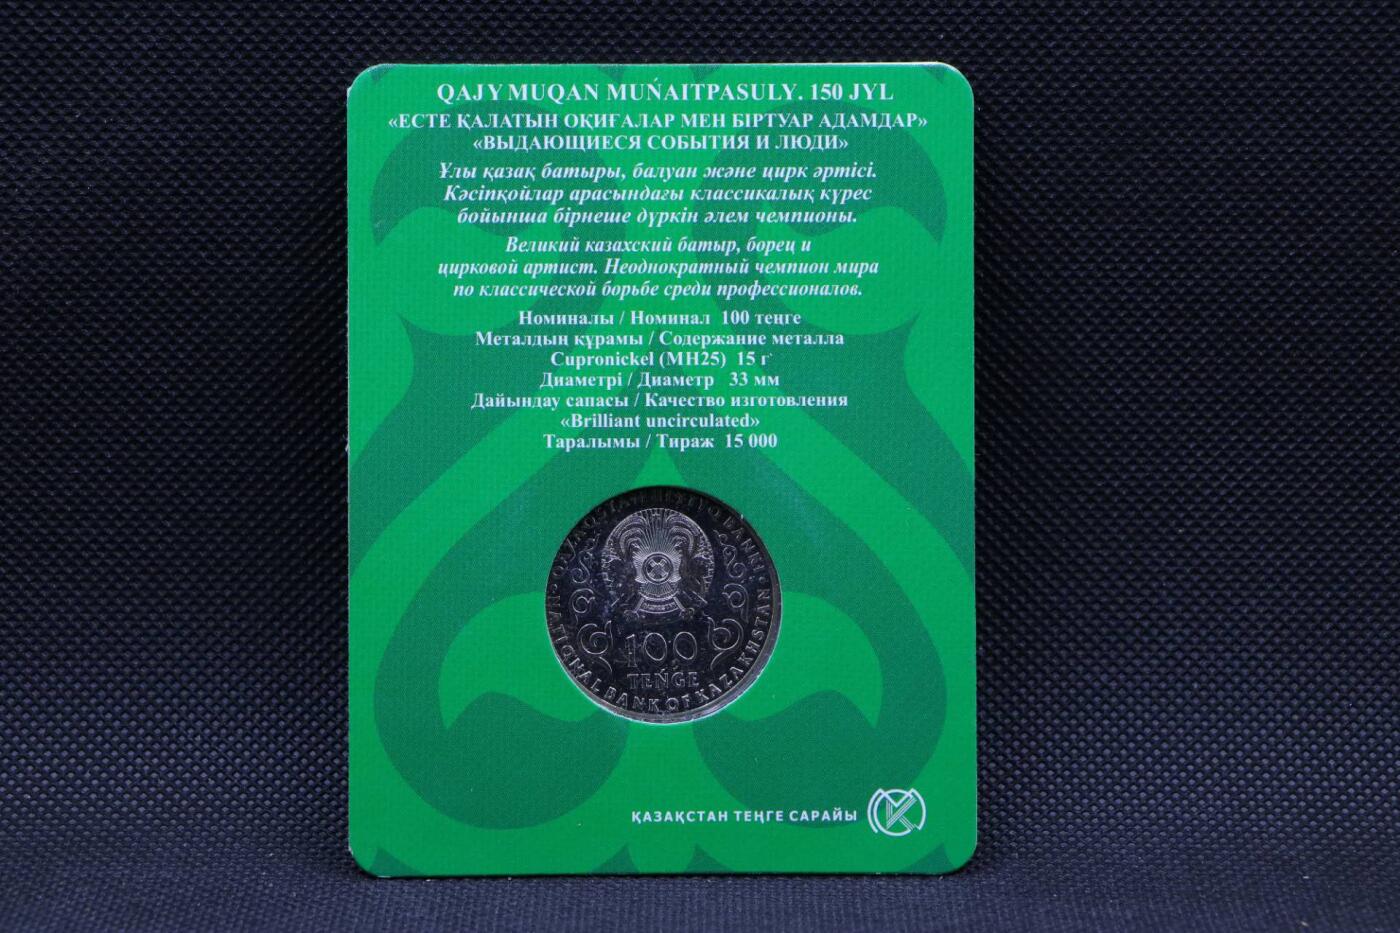 QAJY MUQAN MUŃAITPASULY. 150 JYL
«ЕСТЕ ҚАЛАТЫН ОҚИҒАЛАР МЕН БІРТУАР АДАМДАР»
«ВЫДАЮЩИЕСЯ СОБЫТИЯ И ЛЮДИ»
Ұлы қазақ батыры, балуан және цирк әртісі.
Кәсіпқойлар арасындағы классикалық күрес
бойынша бірнеше дүркін әлем чемпионы.
Великий казахский батыр, борец и
цирковой артист. Неоднократный чемпион мира
по классической борьбе среди профессионалов.
Номиналы / Номинал 100 теңге
Металдың құрамы / Содержание металла
Cupronickel (МН25) 15 г
Диаметрі / Диаметр 33 мм
Дайындау сапасы / Качество изготовления
«Brilliant uncirculated»
Таралымы / Тираж 15 000
BANKI
100
TEŃGE
NATIONAL BANK OF KAZAKHSTAN
ҚАЗАҚСТАН ТЕҢГЕ САРАЙЫ